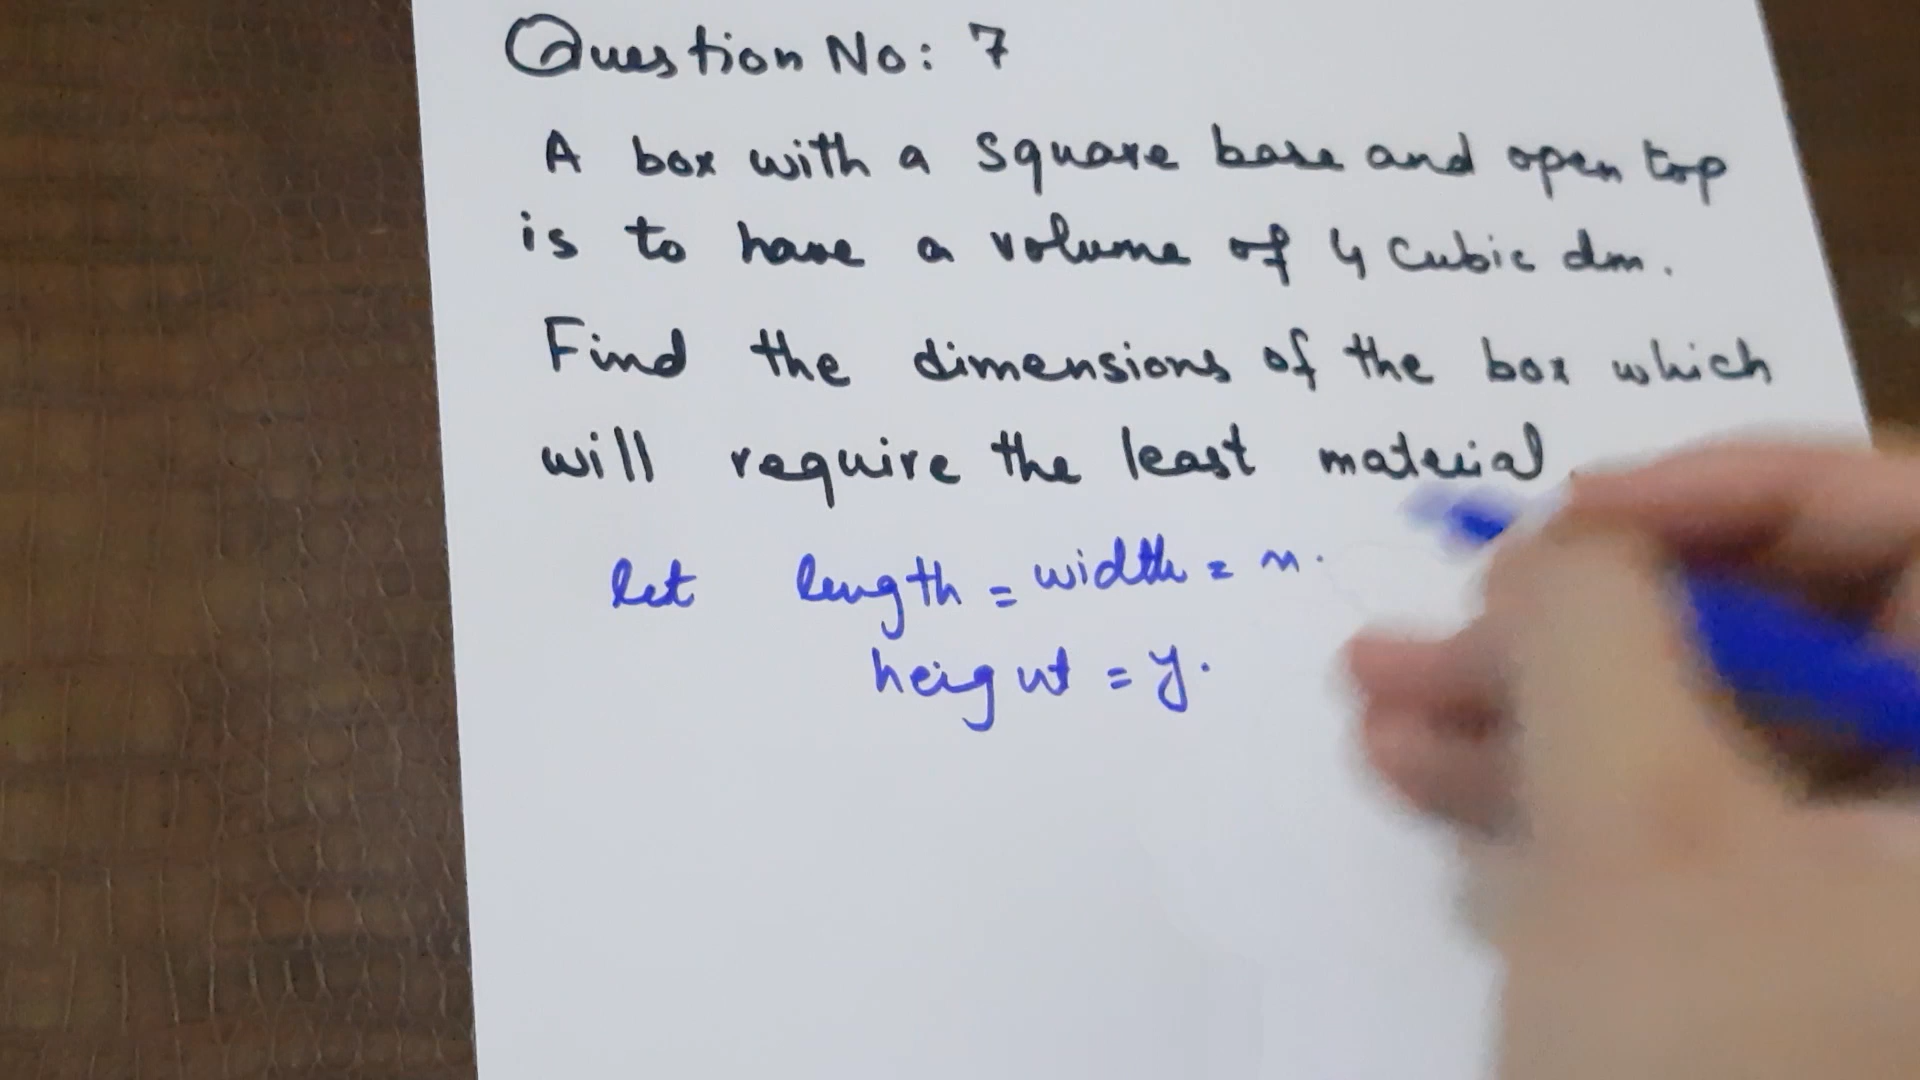 Question No: 7
A box with a square base and open top
is to have a volume of 4 cubic dm.
Find the dimensions of the box which
will require the least material.
let length = width = x.
height = y.